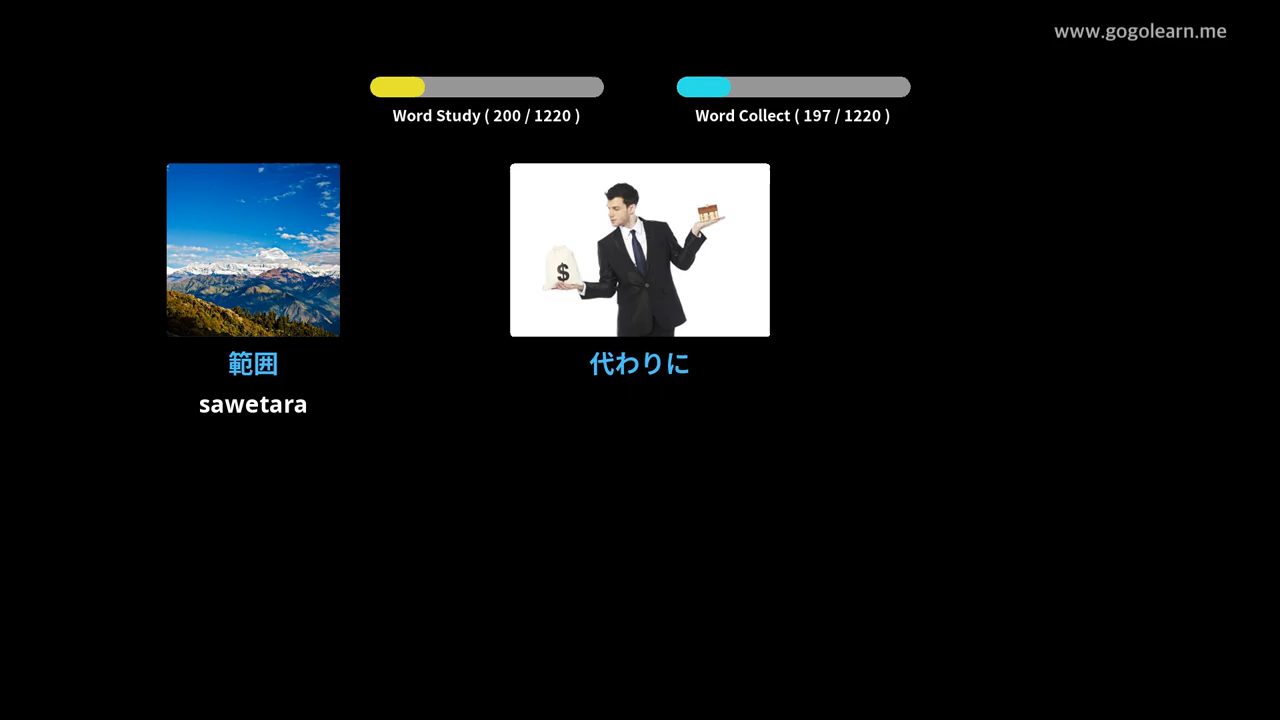 www.gogolearn.me
Word Study ( 200 / 1220 )
Word Collect ( 197 / 1220 )
$
範囲
代わりに
sawetara